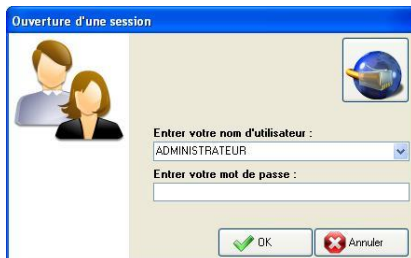 Ouverture d'une session
Entrer votre nom d'utilisateur :
ADMINISTRATEUR
Entrer votre mot de passe :
OK
Annuler